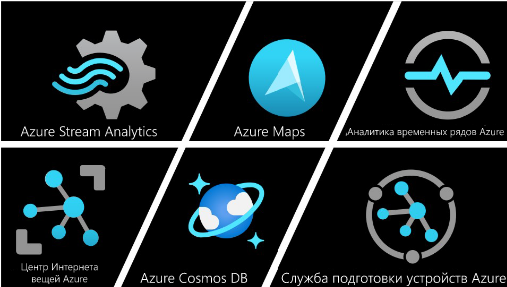 Azure Stream Analytics
Azure Maps
Аналитика временных рядов Azure
Центр Интернета
вещей Azure
Azure Cosmos DB
Служба подготовки устройств Azure